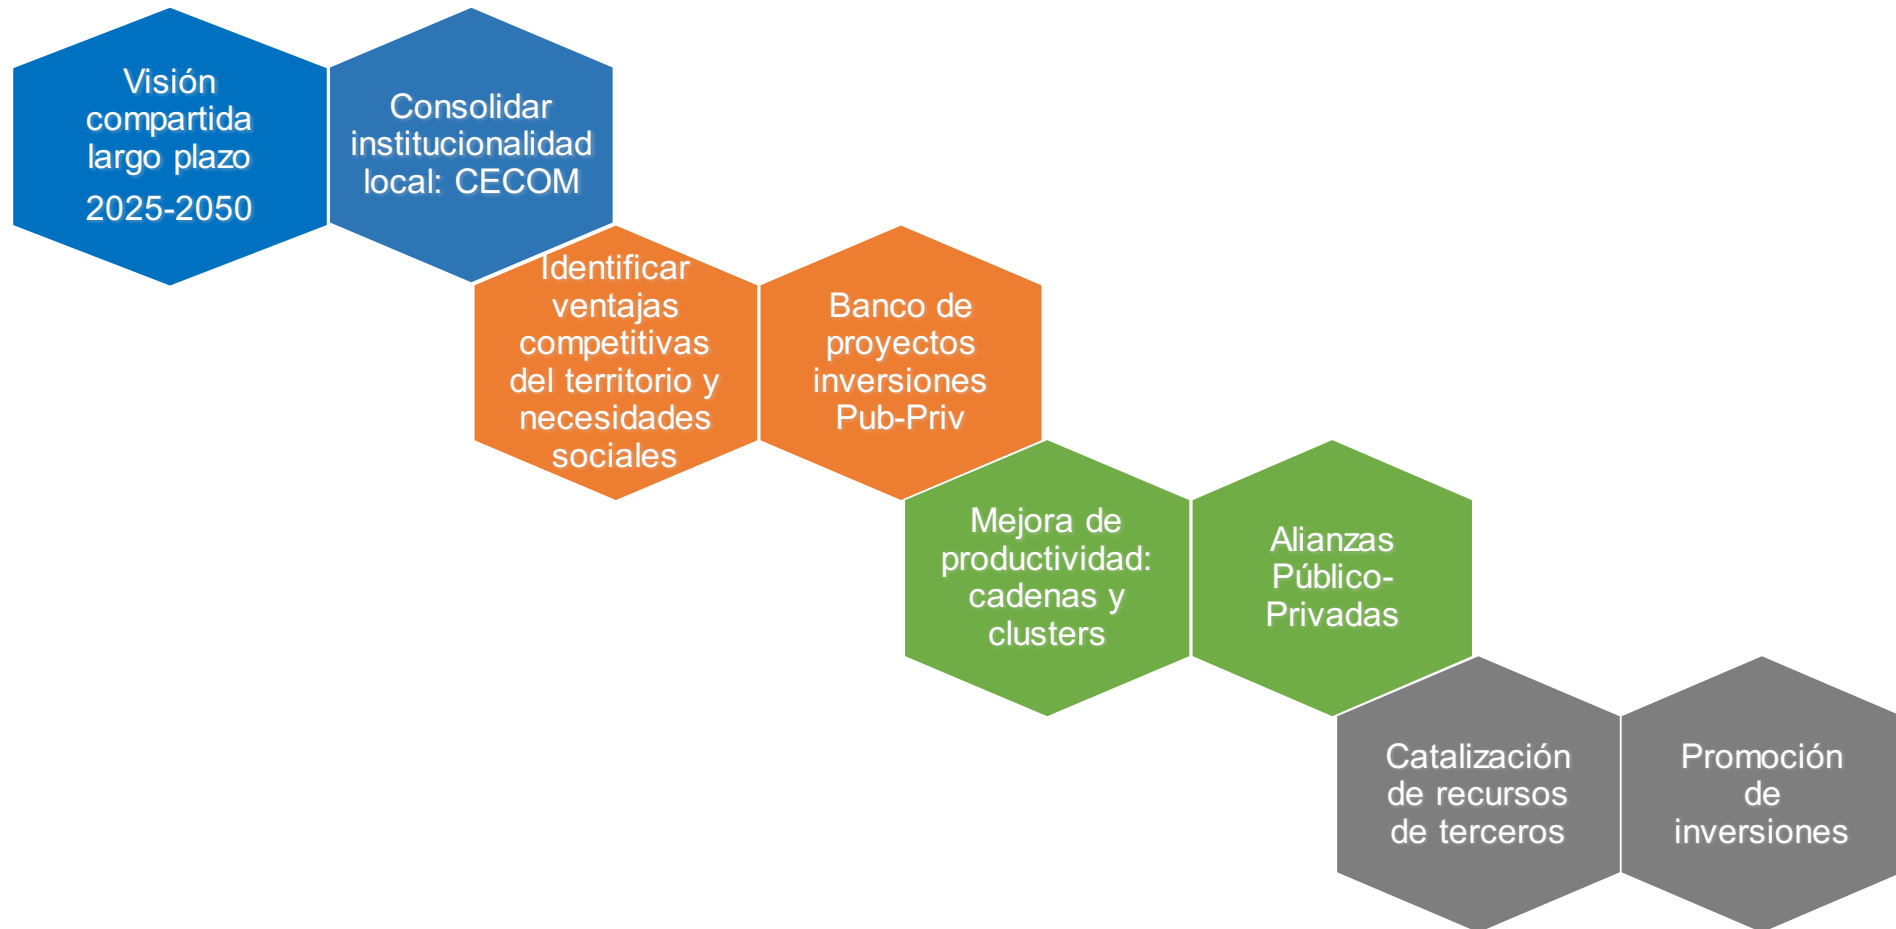 Visión
compartida
largo plazo
2025-2050
Consolidar
institucionalidad
local: CECOM
Identificar
ventajas
competitivas
del territorio y
necesidades
sociales
Banco de
proyectos
inversiones
Pub-Priv
Mejora de
productividad:
cadenas y
clusters
Alianzas
Público-
Privadas
Catalización
de recursos
de terceros
Promoción
de
inversiones